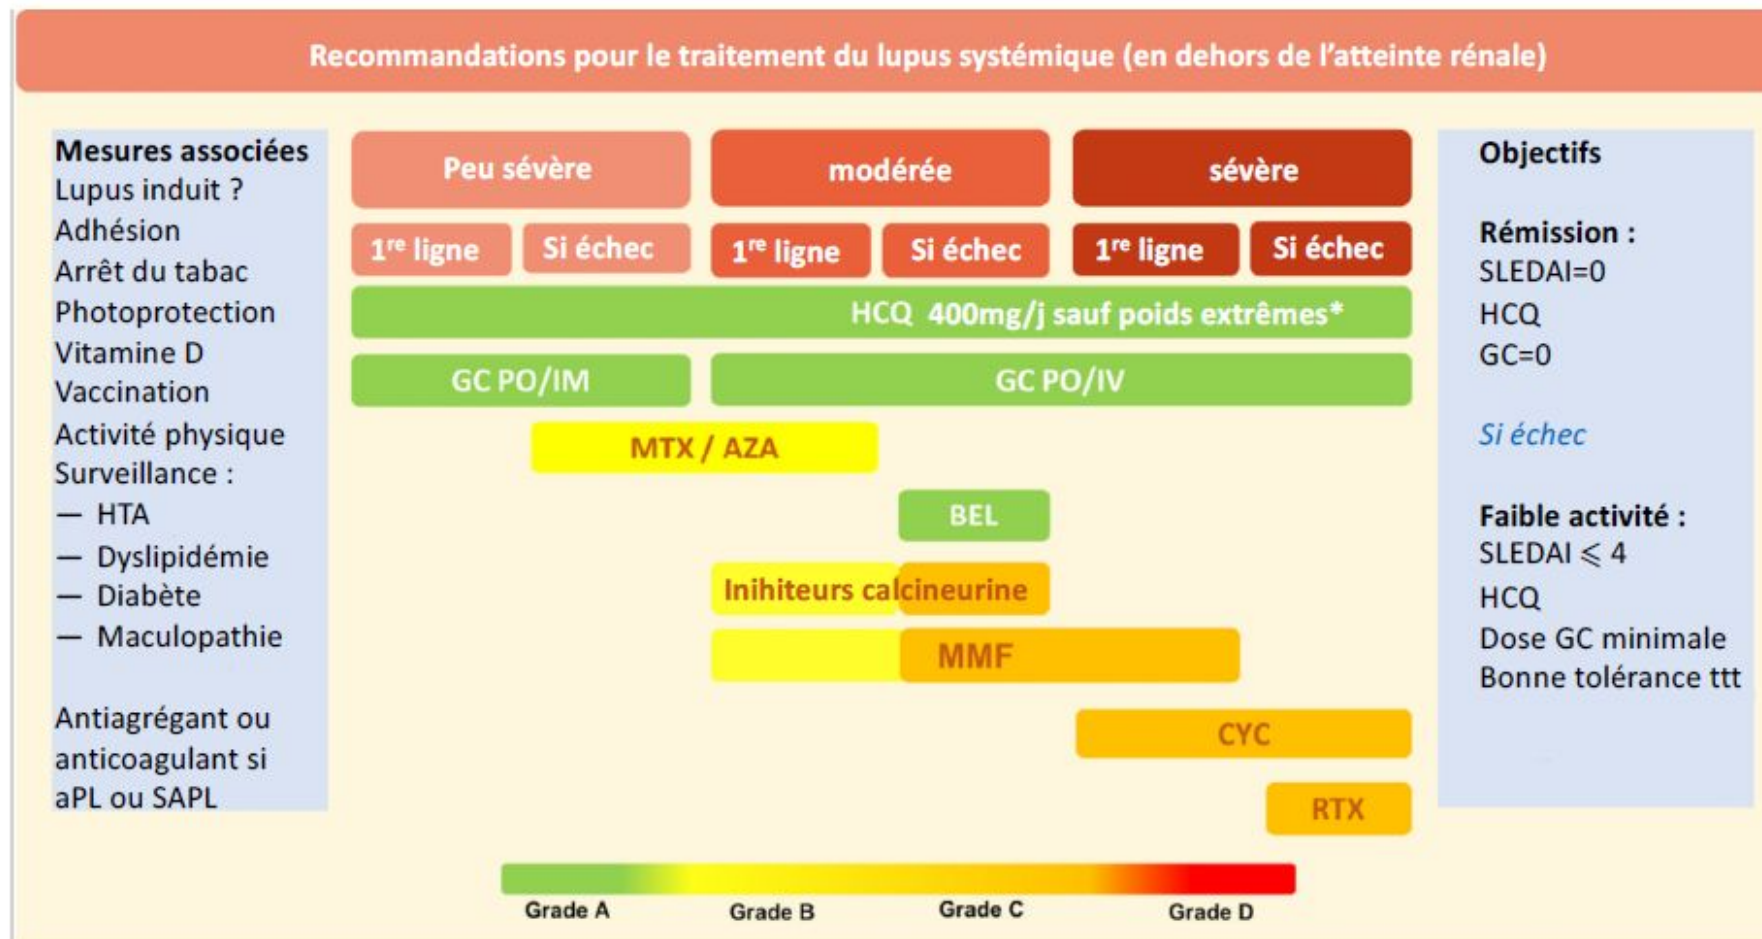 Recommandations pour le traitement du lupus systémique (en dehors de l'atteinte rénale)
Mesures associées
Lupus induit ?
Adhésion
Arrêt du tabac
Photoprotection
Vitamine D
Vaccination
Activité physique
Surveillance :
— HTA
— Dyslipidémie
— Diabète
— Maculopathie
Antiagrégant ou
anticoagulant si
aPL ou SAPL
Peu sévère
modérée
sévère
1re ligne
Si échec
1re ligne
Si échec
1re ligne
Si échec
HCQ 400mg/j sauf poids extrêmes*
GC PO/IM
GC PO/IV
MTX / AZA
BEL
Inihiteurs calcineurine
MMF
CYC
RTX
Grade A
Grade B
Grade C
Grade D
Objectifs
Rémission :
SLEDAI=0
HCQ
GC=0
Si échec
Faible activité :
SLEDAI ⩽ 4
HCQ
Dose GC minimale
Bonne tolérance ttt